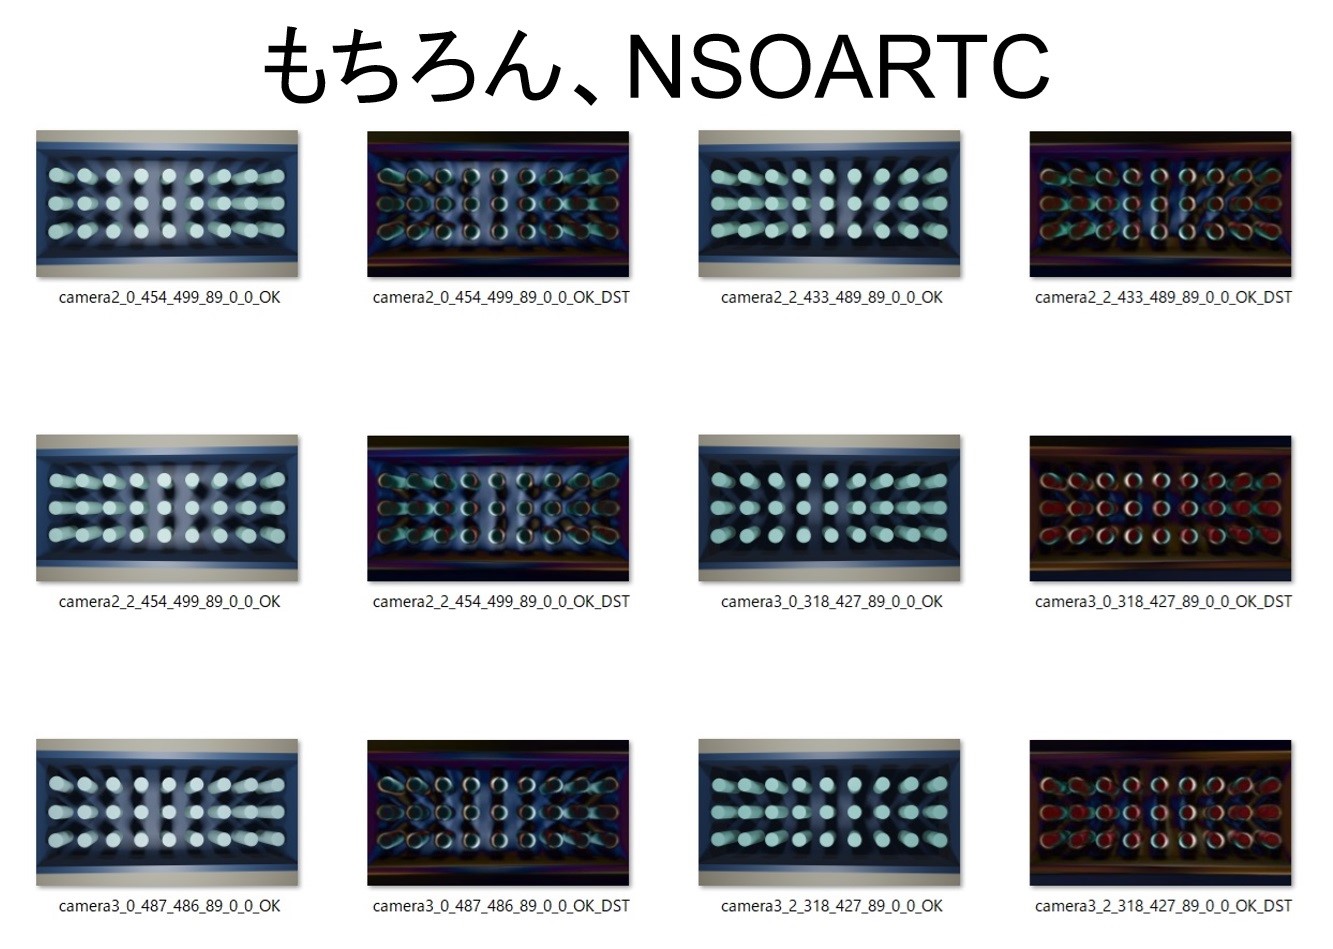 もちろん、NSOARTC
camera2_0_454_499_89_0_0_OK
camera2_0_454_499_89_0_0_OK_DST
camera2_2_433_489_89_0_0_OK
camera2_2_433_489_89_0_0_OK_DST
camera2_2_454_499_89_0_0_OK
camera2_2_454_499_89_0_0_OK_DST
camera3_0_318_427_89_0_0_OK
camera3_0_318_427_89_0_0_OK_DST
camera3_0_487_486_89_0_0_OK
camera3_0_487_486_89_0_0_OK_DST
camera3_2_318_427_89_0_0_OK
camera3_2_318_427_89_0_0_OK_DST